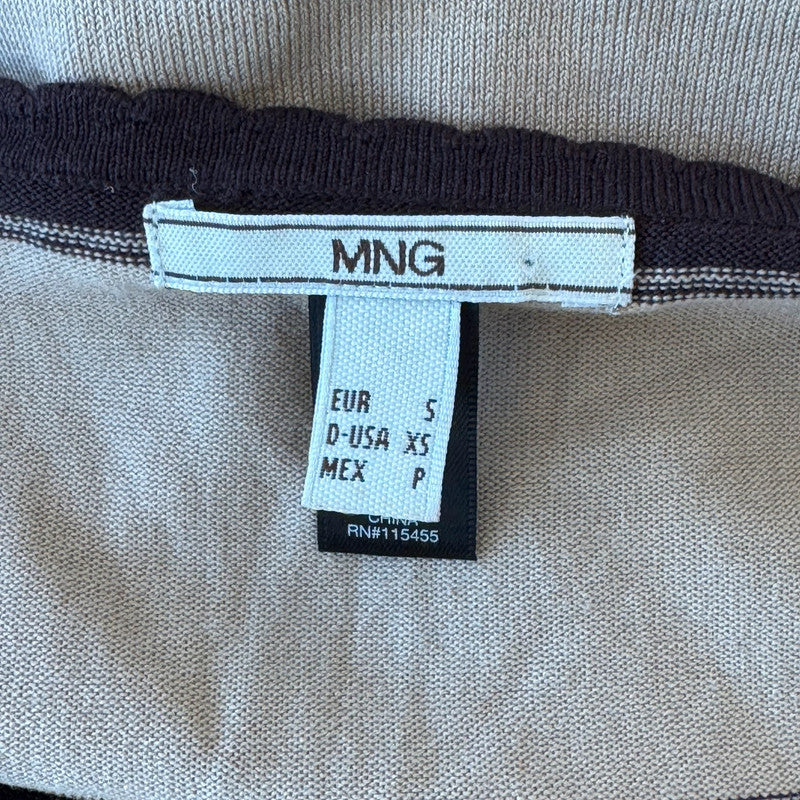 MNG
EUR S
D-USA XS
MEX P
CHINA
RN#115455